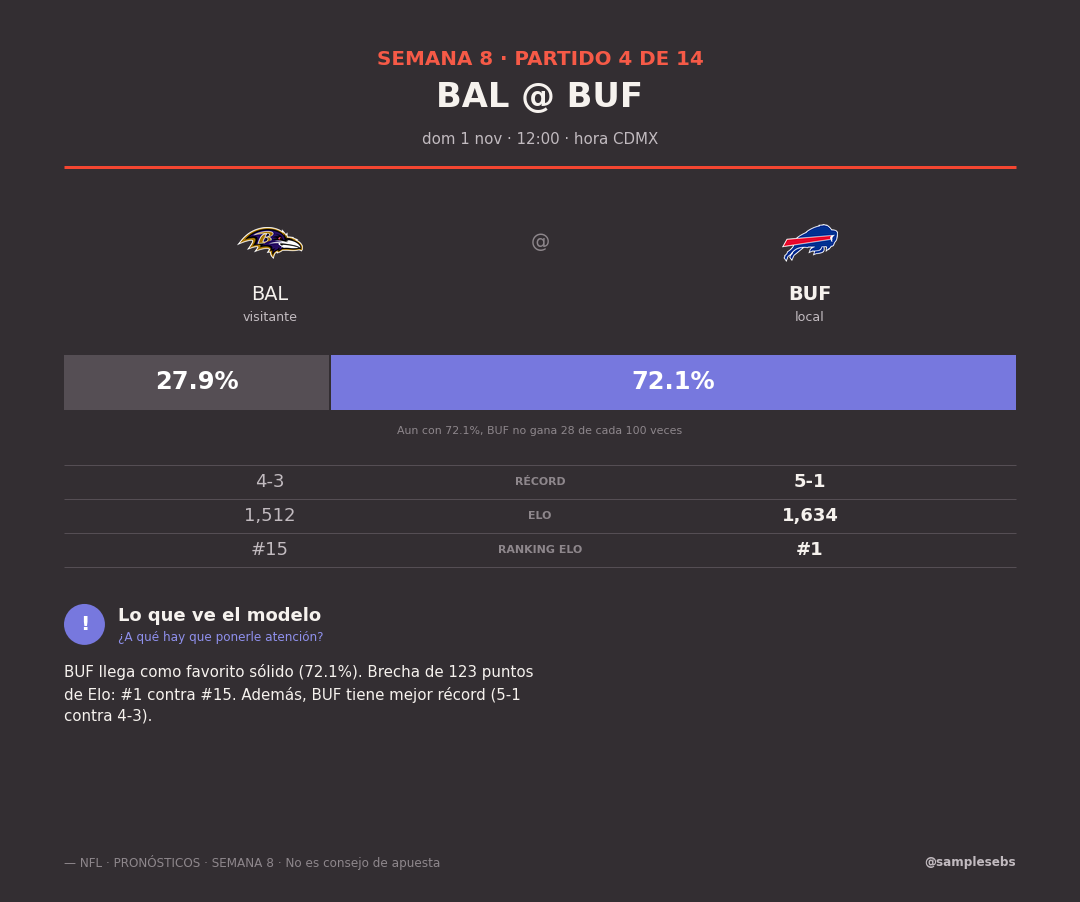 SEMANA 8 · PARTIDO 4 DE 14
BAL @ BUF
dom 1 nov · 12:00 · hora CDMX
B
@
BAL
BUF
visitante
local
27.9%
72.1%
Aun con 72.1%, BUF no gana 28 de cada 100 veces
4-3 RÉCORD 5-1
1,512 ELO 1,634
#15 RANKING ELO #1
!
Lo que ve el modelo
¿A qué hay que ponerle atención?
BUF llega como favorito sólido (72.1%). Brecha de 123 puntos
de Elo: #1 contra #15. Además, BUF tiene mejor récord (5-1
contra 4-3).
— NFL · PRONÓSTICOS · SEMANA 8 · No es consejo de apuesta
@samplesebs